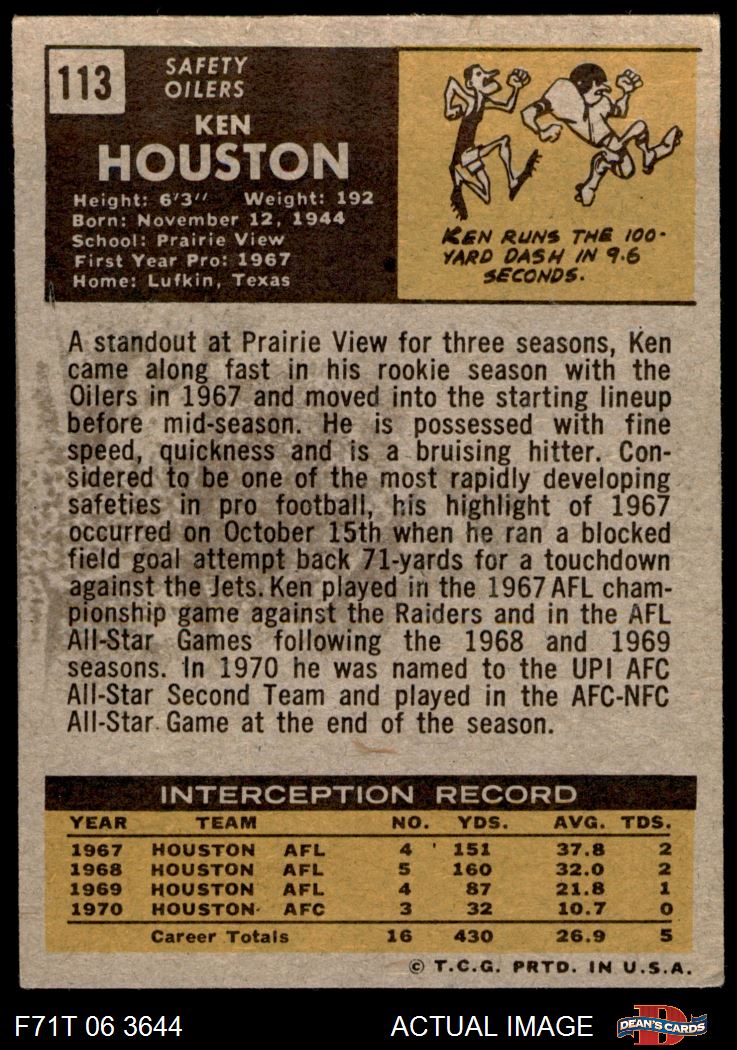 113
SAFETY
OILERS
KEN
HOUSTON
Height: 6'3'' Weight: 192
Born: November 12, 1944
School: Prairie View
First Year Pro: 1967
Home: Lufkin, Texas
KEN RUNS THE 100-
YARD DASH IN 9.6
SECONDS.
A standout at Prairie View for three seasons, Ken
came along fast in his rookie season with the
Oilers in 1967 and moved into the starting lineup
before mid-season. He is possessed with fine
speed, quickness and is a bruising hitter. Con-
sidered to be one of the most rapidly developing
safeties in pro football, his highlight of 1967
occurred on October 15th when he ran a blocked
field goal attempt back 71-yards for a touchdown
against the Jets. Ken played in the 1967 AFL cham-
pionship game against the Raiders and in the AFL
All-Star Games following the 1968 and 1969
seasons. In 1970 he was named to the UPI AFC
All-Star Second Team and played in the AFC-NFC
All-Star Game at the end of the season.
INTERCEPTION RECORD
YEAR TEAM NO. YDS. AVG. TDS.
1967 HOUSTON AFL 4 151 37.8 2
1968 HOUSTON AFL 5 160 32.0 2
1969 HOUSTON AFL 4 87 21.8 1
1970 HOUSTON AFC 3 32 10.7 0
Career Totals 16 430 26.9 5
© T.C.G. PRTD. IN U.S.A.
F71T 06 3644 ACTUAL IMAGE D DEAN'S CARDS